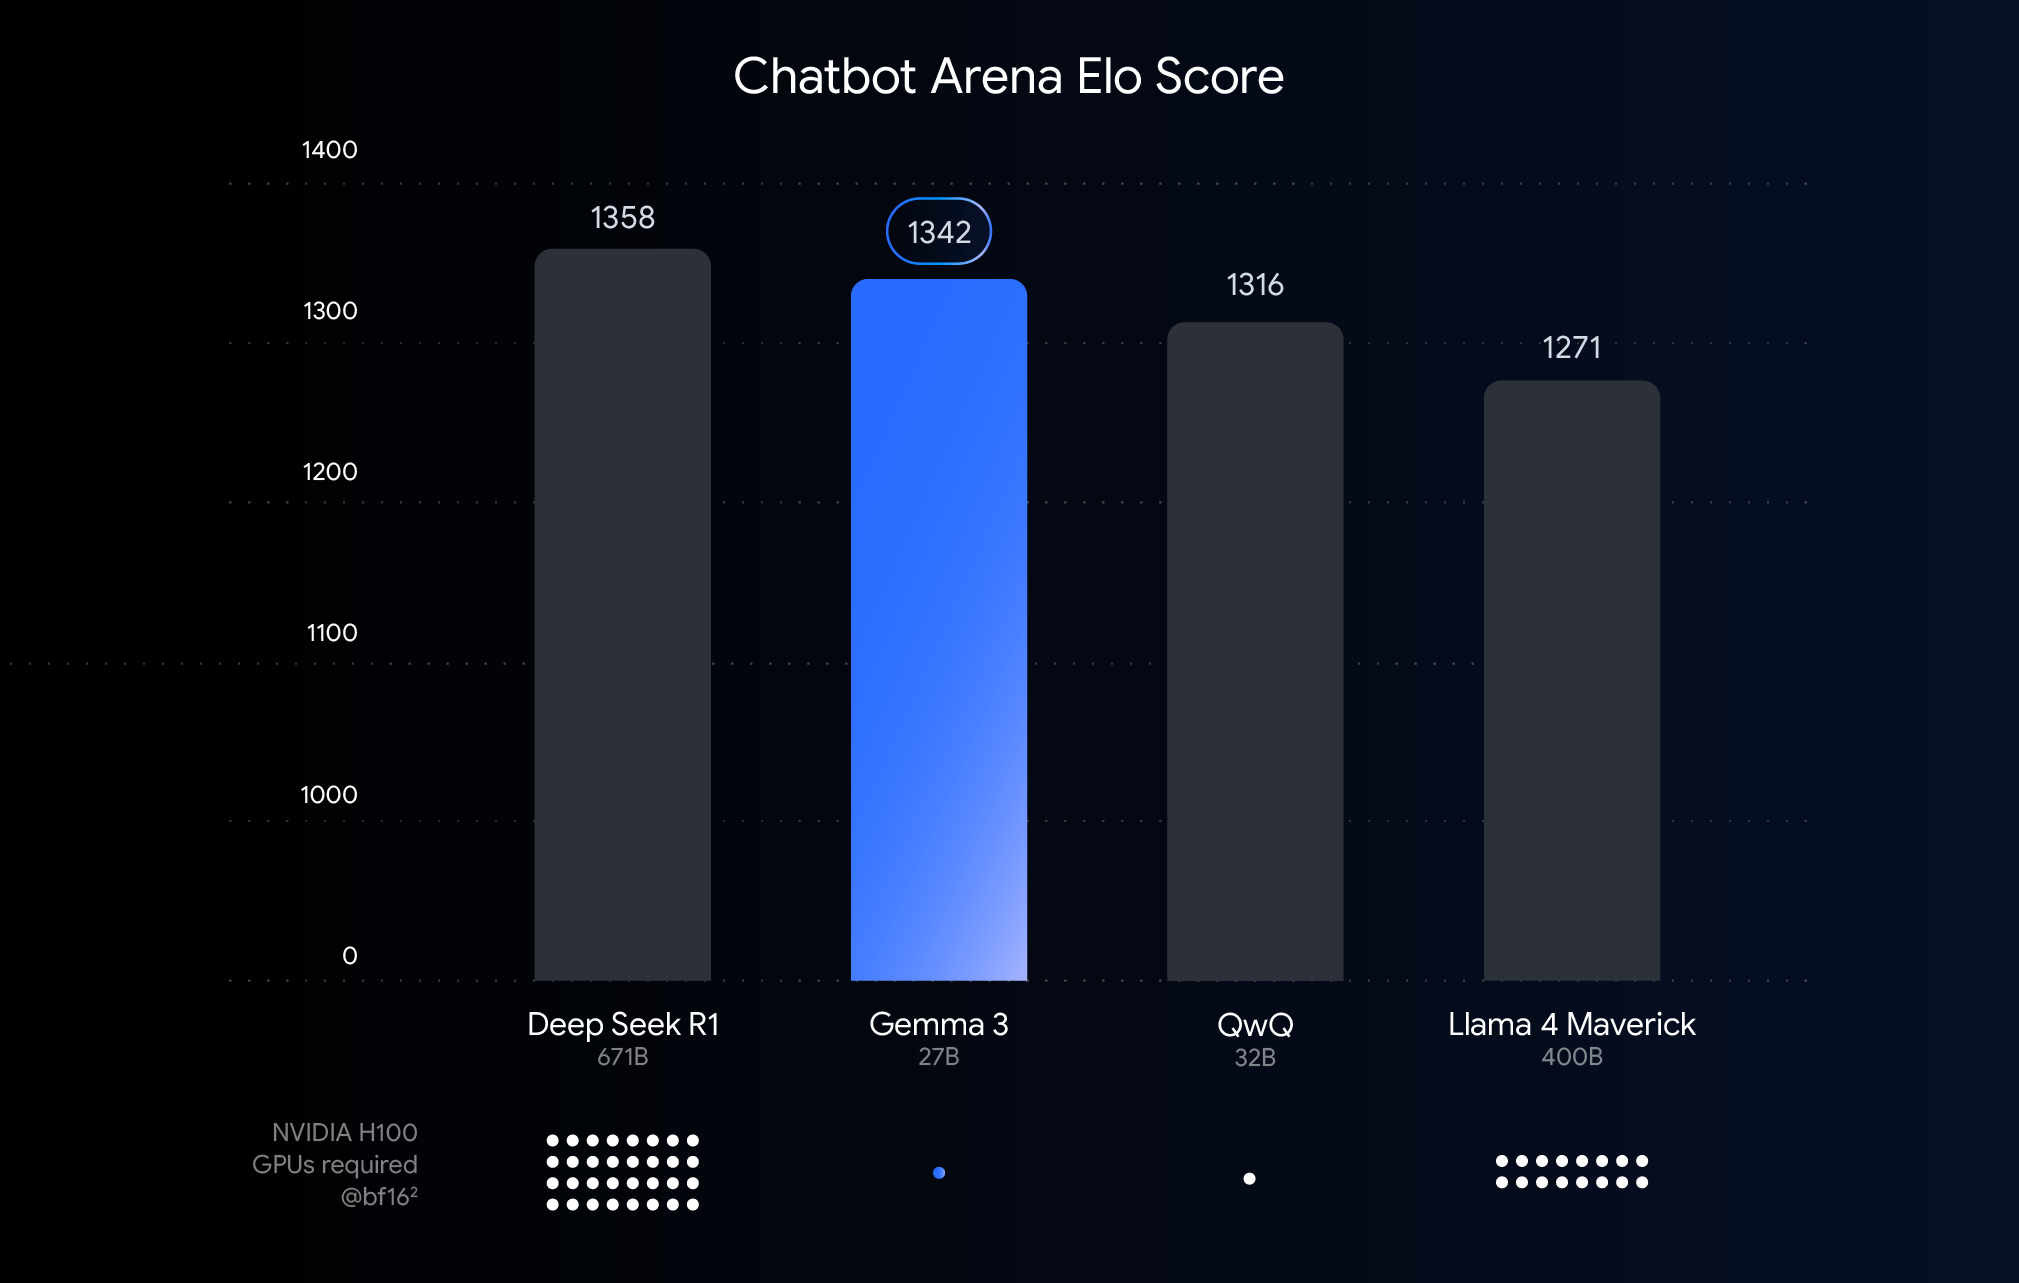 Chatbot Arena Elo Score
1400
1300
1200
1100
1000
0
1358
1342
1316
1271
Deep Seek R1
671B
Gemma 3
27B
QwQ
32B
Llama 4 Maverick
400B
NVIDIA H100
GPUs required
@bf16²